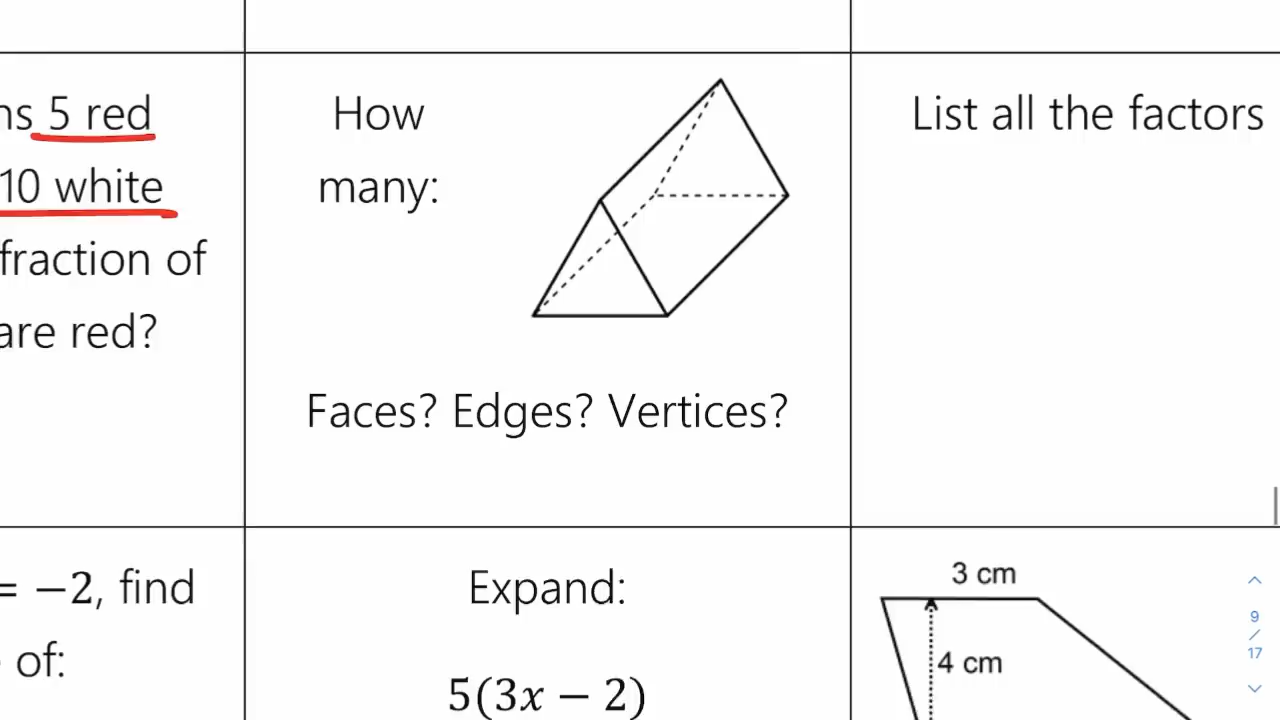 ns 5 red
10 white
fraction of
are red?
How
many:
Faces? Edges? Vertices?
List all the factors
= −2, find
of:
Expand:
5(3x − 2)
3 cm
4 cm
9
/
17